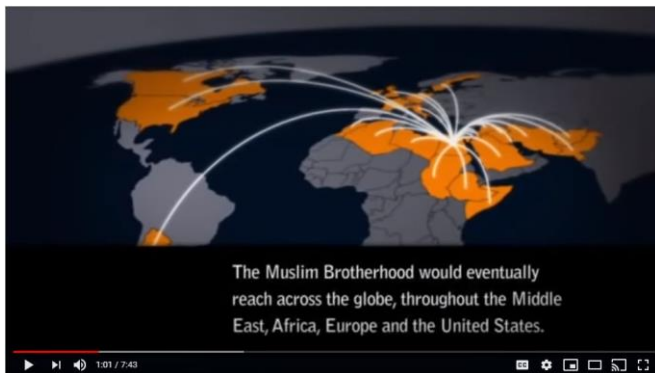 The Muslim Brotherhood would eventually
reach across the globe, throughout the Middle
East, Africa, Europe and the United States.
1:01 / 7:43
CC